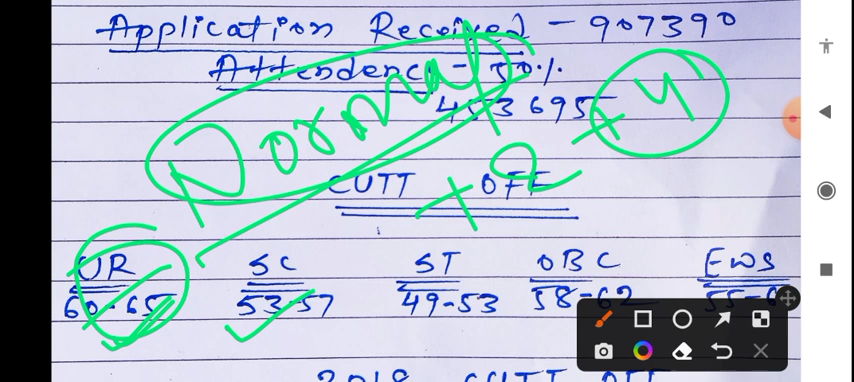 Application Received - 907390
Attendence - 50%
453695
Normal
+2 +4
CUTT OFF
UR SC ST OBC EWS
60-65 53-57 49-53 58-62
2018 CUTT OFF